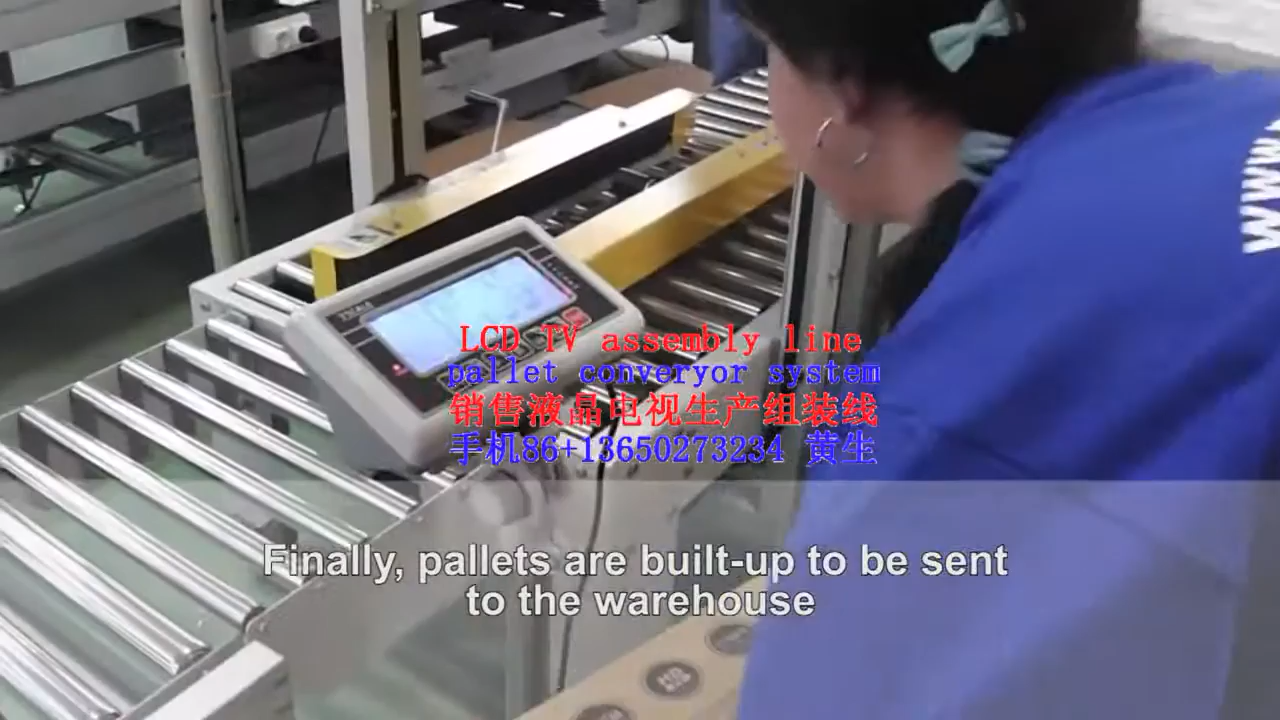 WWW
LCD TV assembly line
pallet converyor system
销售液晶电视生产组装线
手机86+13650273234 黄生
Finally, pallets are built-up to be sent
to the warehouse